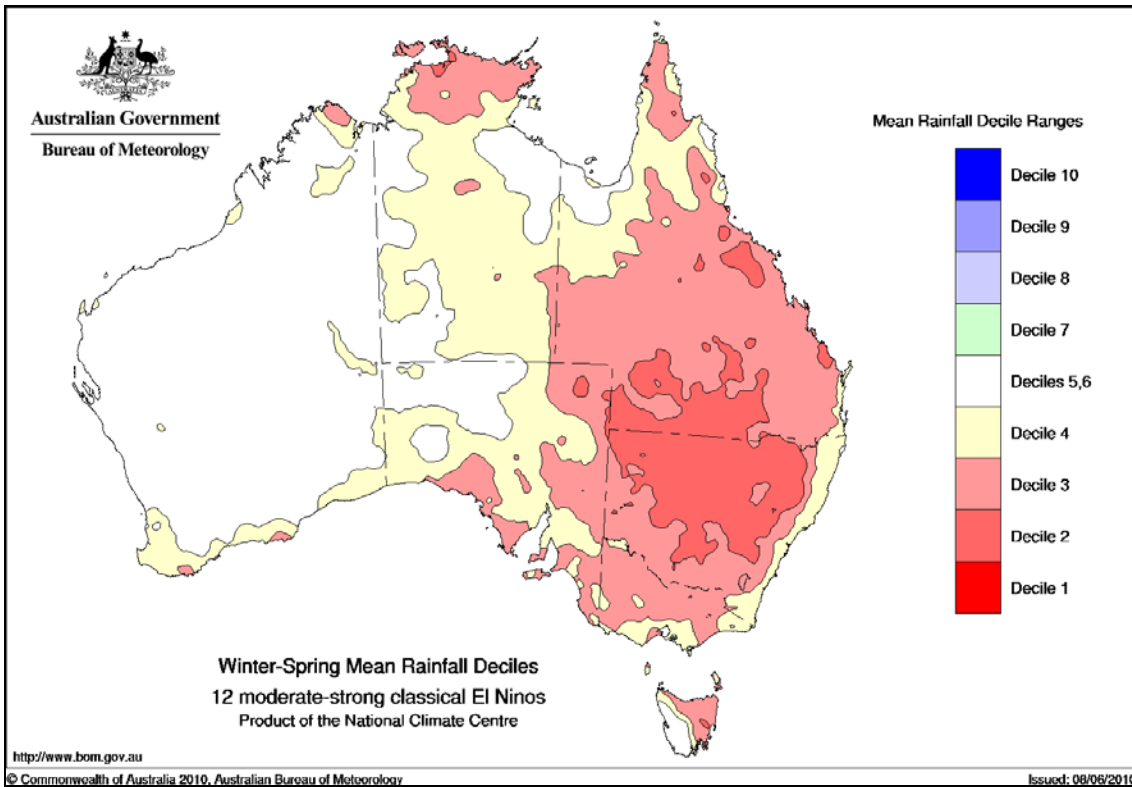 Australian Government
Bureau of Meteorology
Mean Rainfall Decile Ranges
Decile 10
Decile 9
Decile 8
Decile 7
Deciles 5,6
Decile 4
Decile 3
Decile 2
Decile 1
Winter-Spring Mean Rainfall Deciles
12 moderate-strong classical El Ninos
Product of the National Climate Centre
http://www.bom.gov.au
© Commonwealth of Australia 2010, Australian Bureau of Meteorology
Issued: 08/06/2010